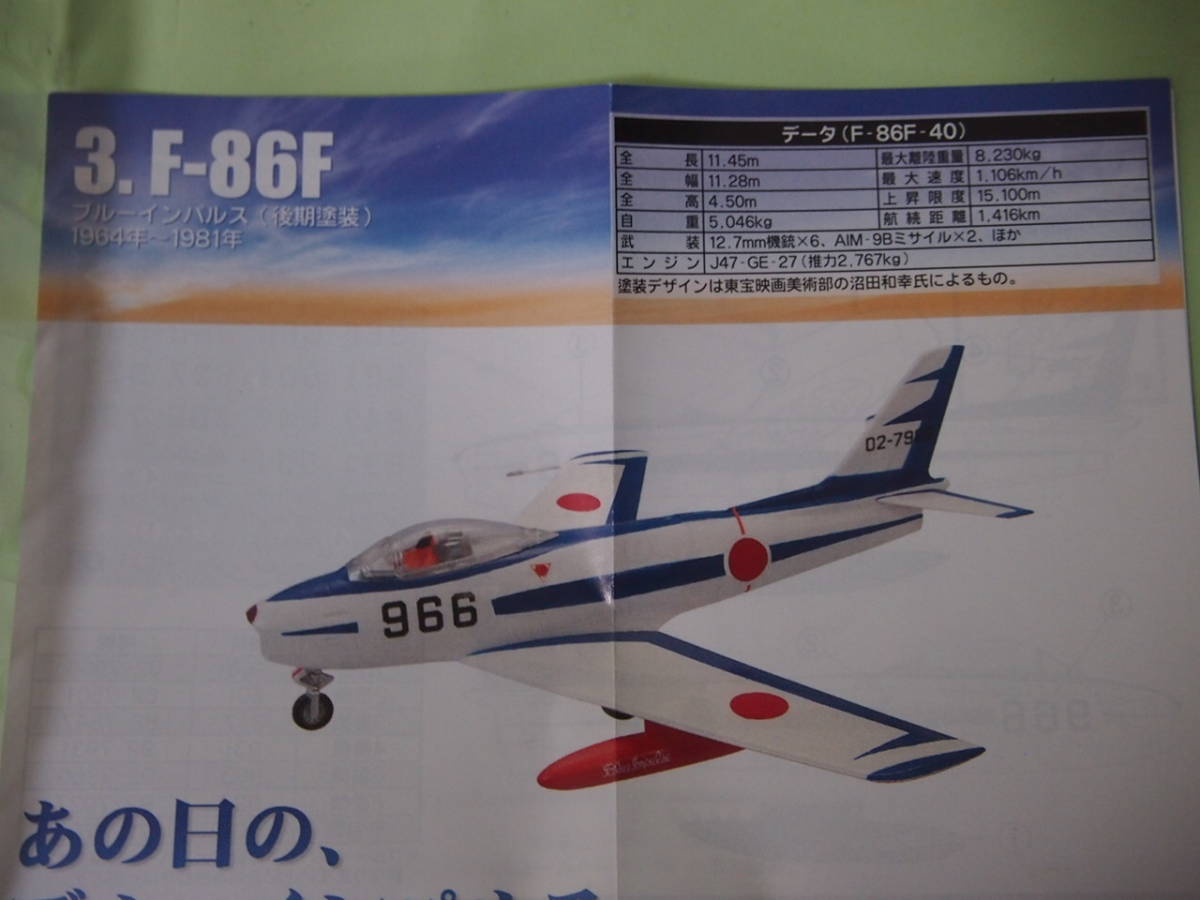 3. F-86F
ブルーインパルス（後期塗装）
1964年～1981年
データ（F-86F-40）
全長 11.45m 最大離陸重量 8,230kg
全幅 11.28m 最大速度 1,106km/h
全高 4.50m 上昇限度 15,100m
自重 5,046kg 航続距離 1,416km
武装 12.7mm機銃×6、AIM-9Bミサイル×2、ほか
エンジン J47-GE-27（推力2,767kg）
塗装デザインは東宝映画美術部の沼田和幸氏によるもの。
02-79
966
Blue Impulse
あの日の、